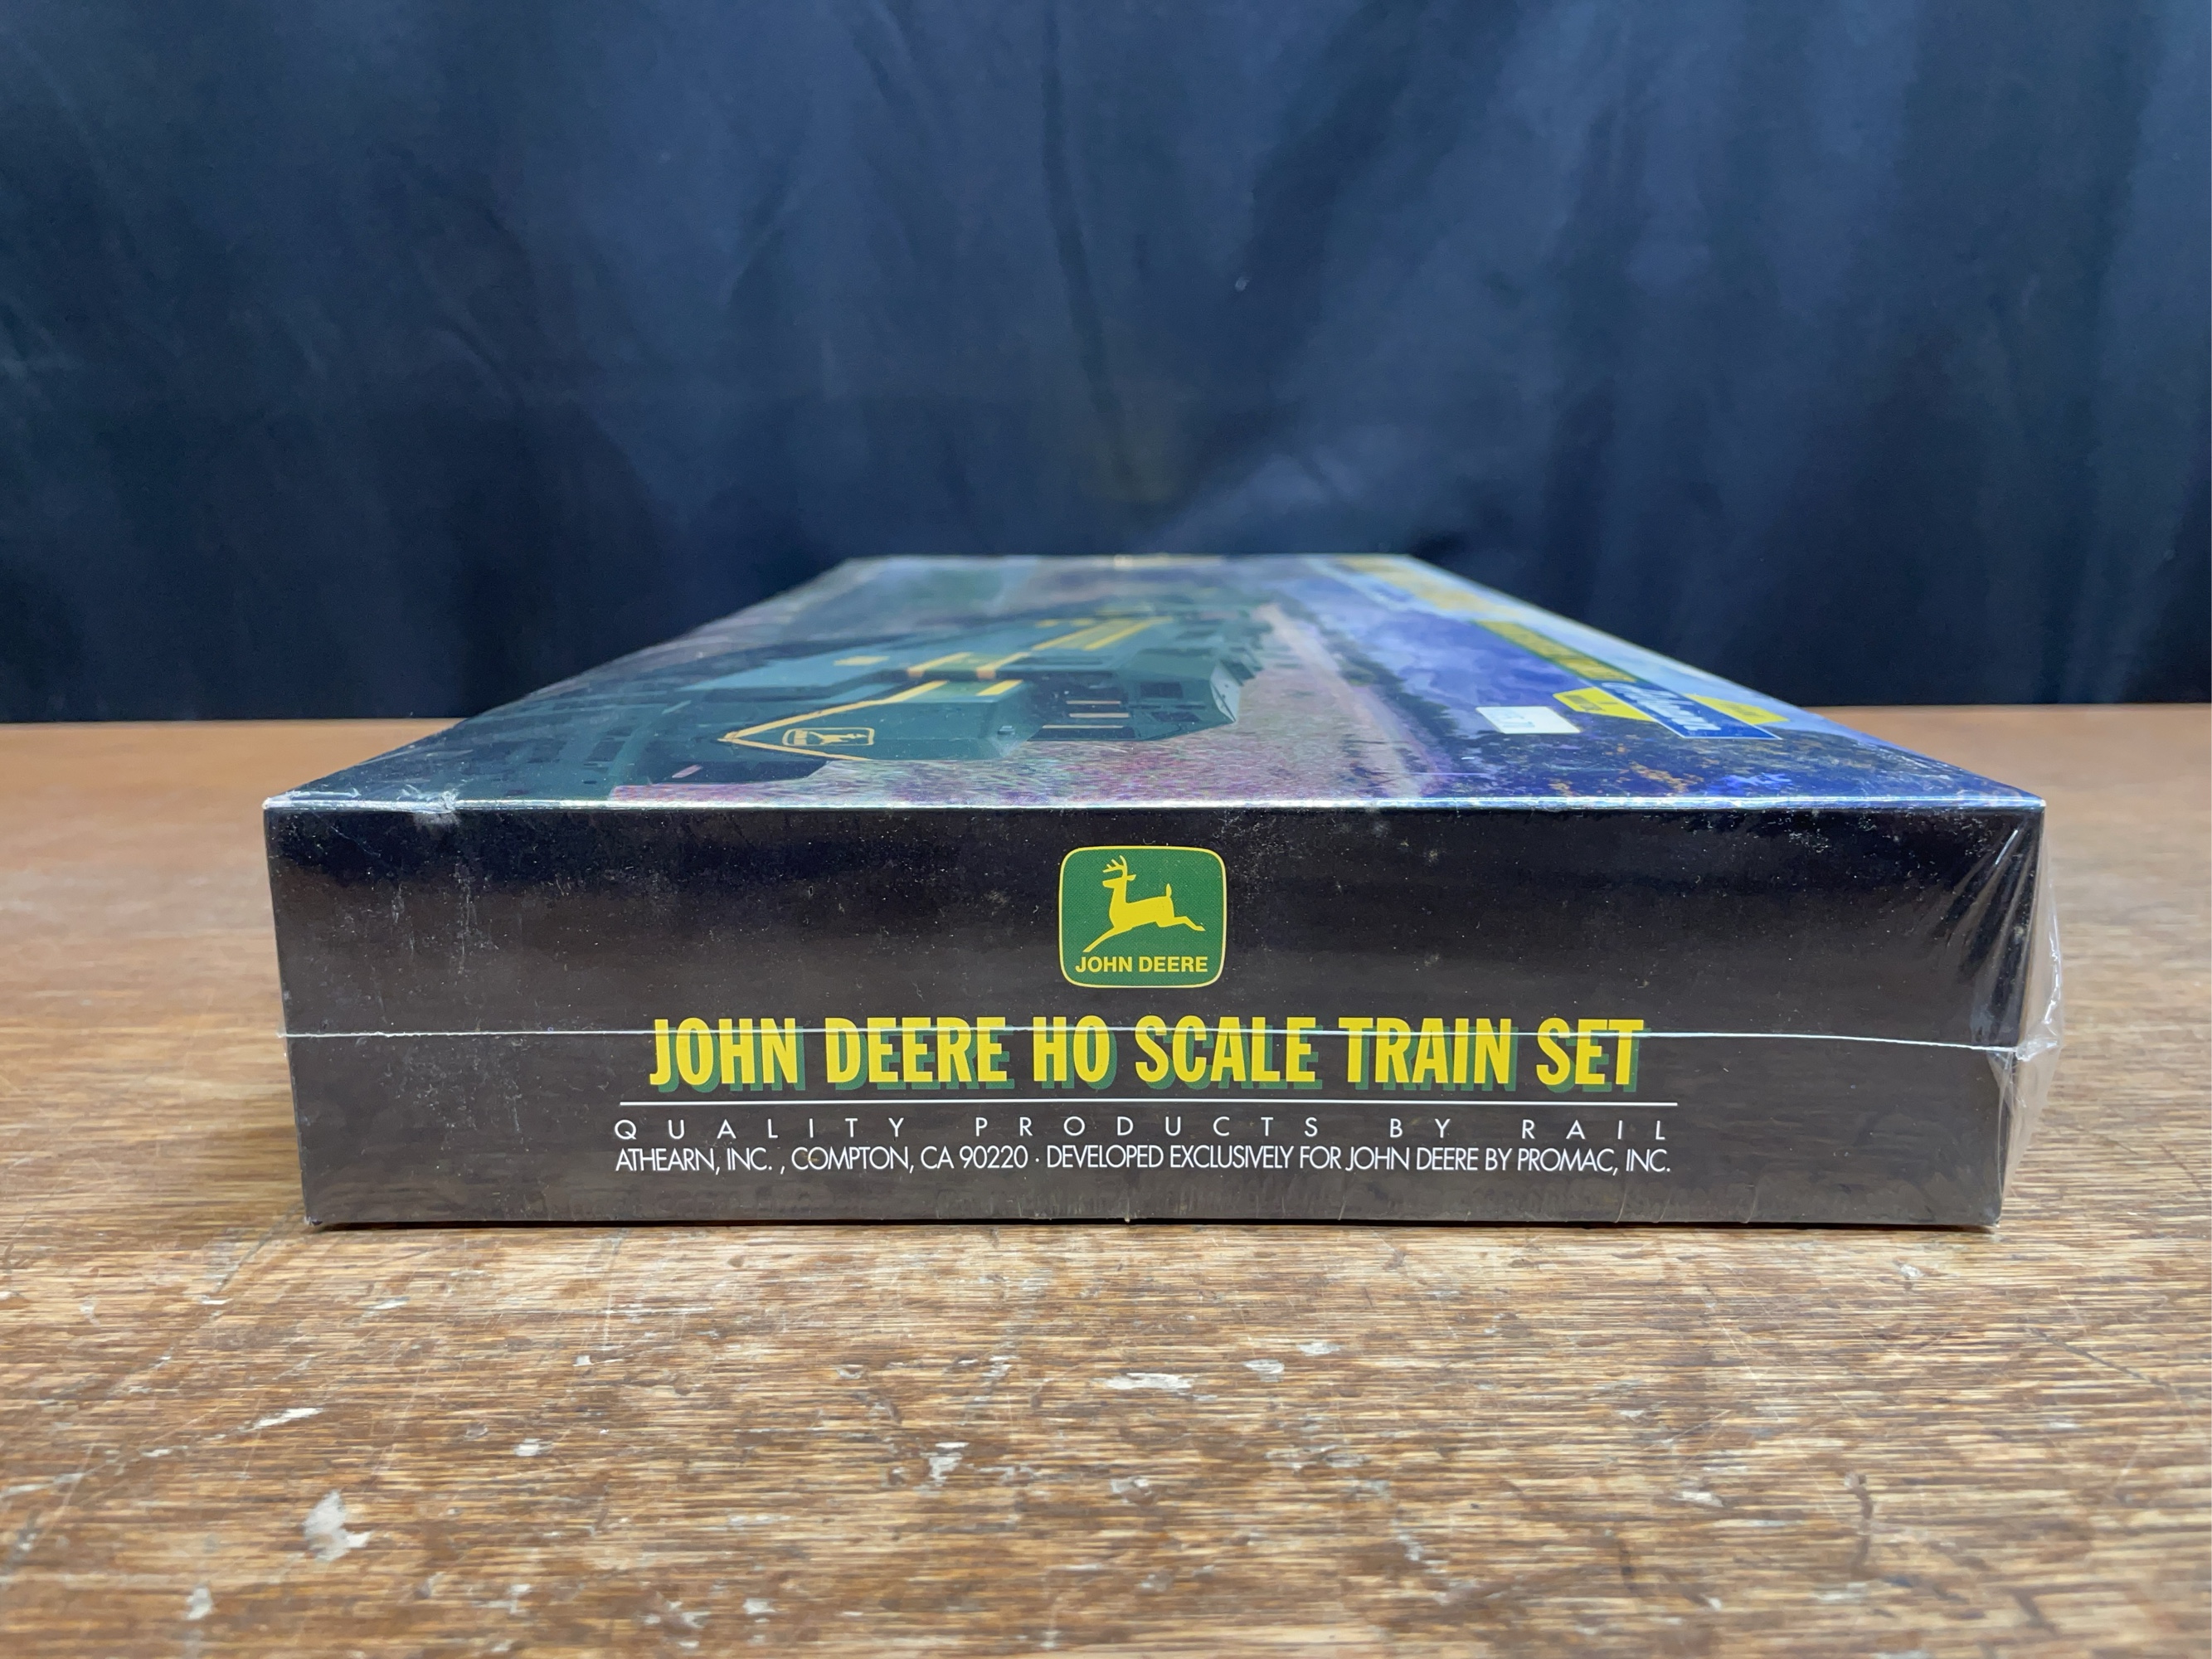 JOHN DEERE
JOHN DEERE HO SCALE TRAIN SET
QUALITY PRODUCTS BY RAIL
ATHEARN, INC. , COMPTON, CA 90220 · DEVELOPED EXCLUSIVELY FOR JOHN DEERE BY PROMAC, INC.